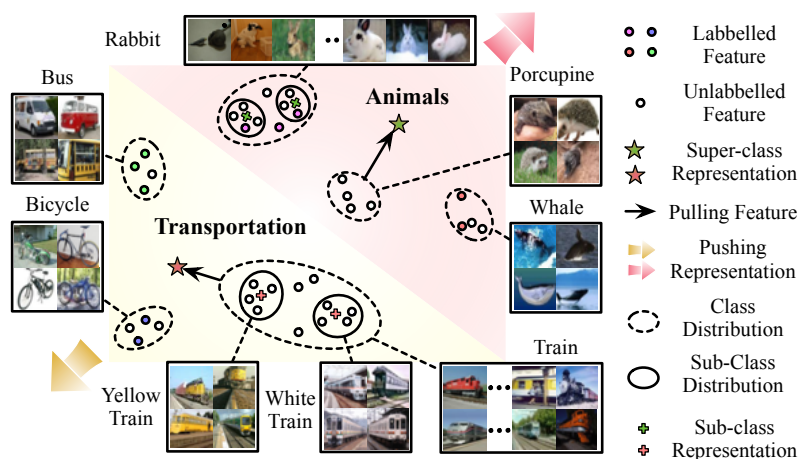 Rabbit
Bus
Animals
Porcupine
Bicycle
Transportation
Whale
Yellow
Train
White
Train
Train
Labbelled
Feature
Unlabelled
Feature
Super-class
Representation
Pulling Feature
Pushing
Representation
Class
Distribution
Sub-Class
Distribution
Sub-class
Representation